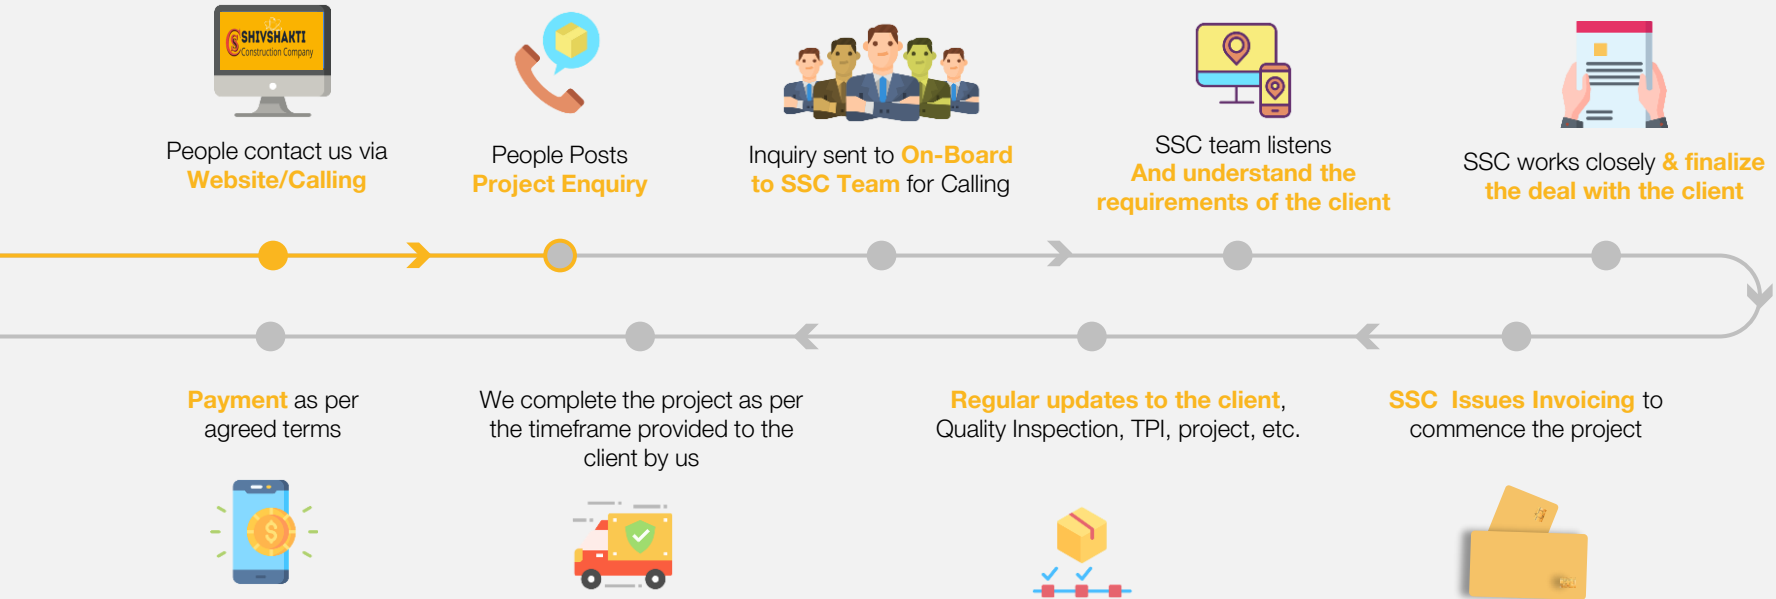 SHIVSHAKTI
Construction Company
People contact us via
Website/Calling
People Posts
Project Enquiry
Inquiry sent to On-Board
to SSC Team for Calling
SSC team listens
And understand the
requirements of the client
SSC works closely & finalize
the deal with the client
Payment as per
agreed terms
We complete the project as per
the timeframe provided to the
client by us
Regular updates to the client,
Quality Inspection, TPI, project, etc.
SSC Issues Invoicing to
commence the project